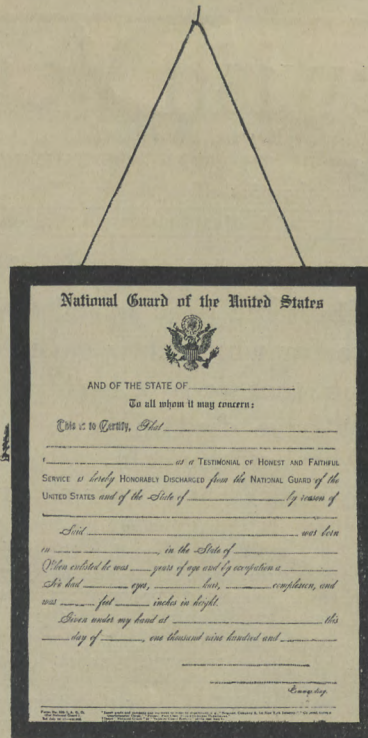 National Guard of the United States
AND OF THE STATE OF
To all whom it may concern:
This is to Certify, That
as a TESTIMONIAL OF HONEST AND FAITHFUL
SERVICE is hereby HONORABLY DISCHARGED from the NATIONAL GUARD of the
UNITED STATES and of the State of by reason of
Said was born
in , in the State of
When enlisted he was years of age and by occupation a
He had eyes, hair, complexion, and
was feet inches in height.
Given under my hand at this
day of , one thousand nine hundred and